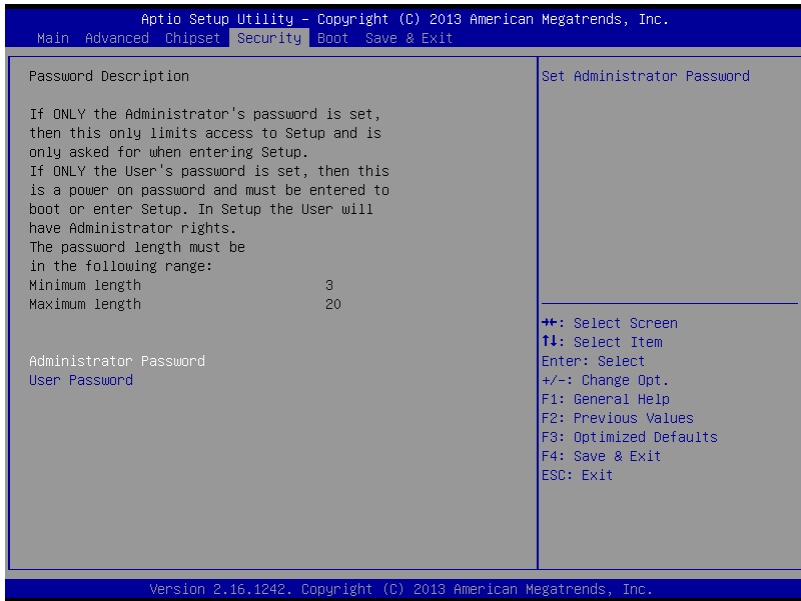 Aptio Setup Utility – Copyright (C) 2013 American Megatrends, Inc.
Main Advanced Chipset Security Boot Save & Exit
Password Description
If ONLY the Administrator's password is set,
then this only limits access to Setup and is
only asked for when entering Setup.
If ONLY the User's password is set, then this
is a power on password and must be entered to
boot or enter Setup. In Setup the User will
have Administrator rights.
The password length must be
in the following range:
Minimum length 3
Maximum length 20
Administrator Password
User Password
Set Administrator Password
→←: Select Screen
↑↓: Select Item
Enter: Select
+/-: Change Opt.
F1: General Help
F2: Previous Values
F3: Optimized Defaults
F4: Save & Exit
ESC: Exit
Version 2.16.1242. Copyright (C) 2013 American Megatrends, Inc.